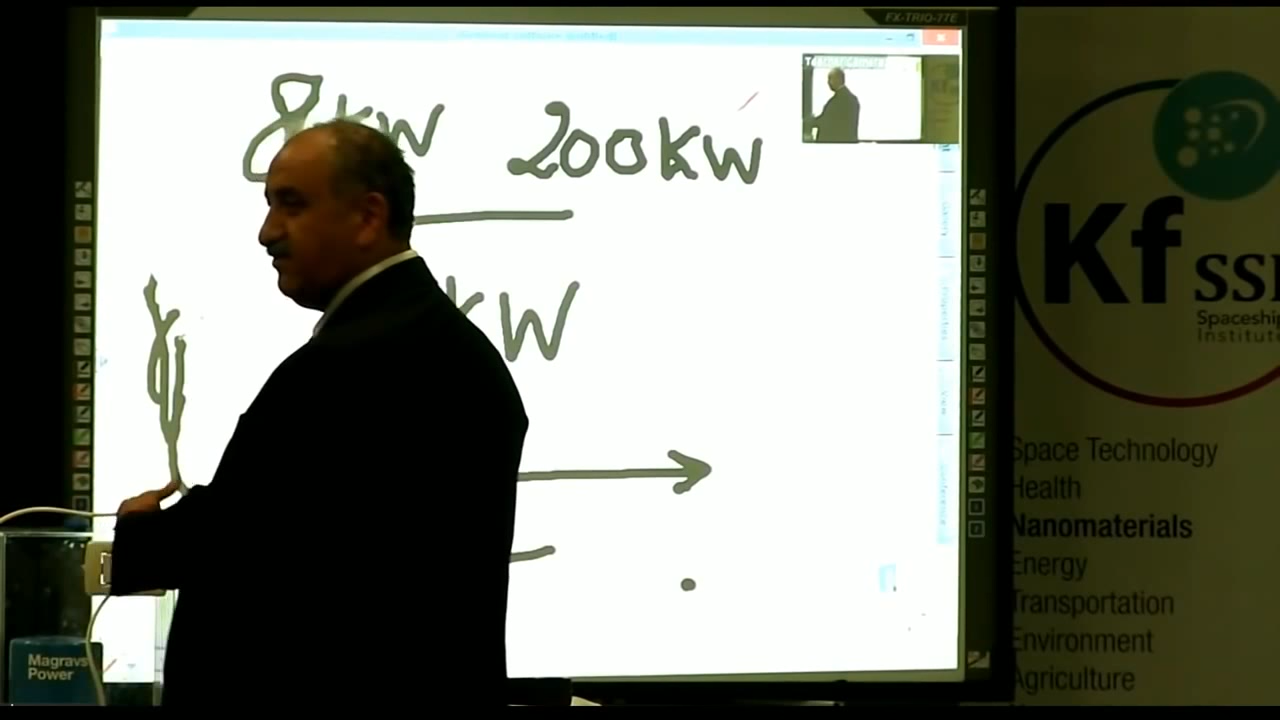 FX-TRIO-77E
8KW 200KW
KW
Kf SSI
Spaceship
Institute
Space Technology
Health
Nanomaterials
Energy
Transportation
Environment
Agriculture
Magravs
Power